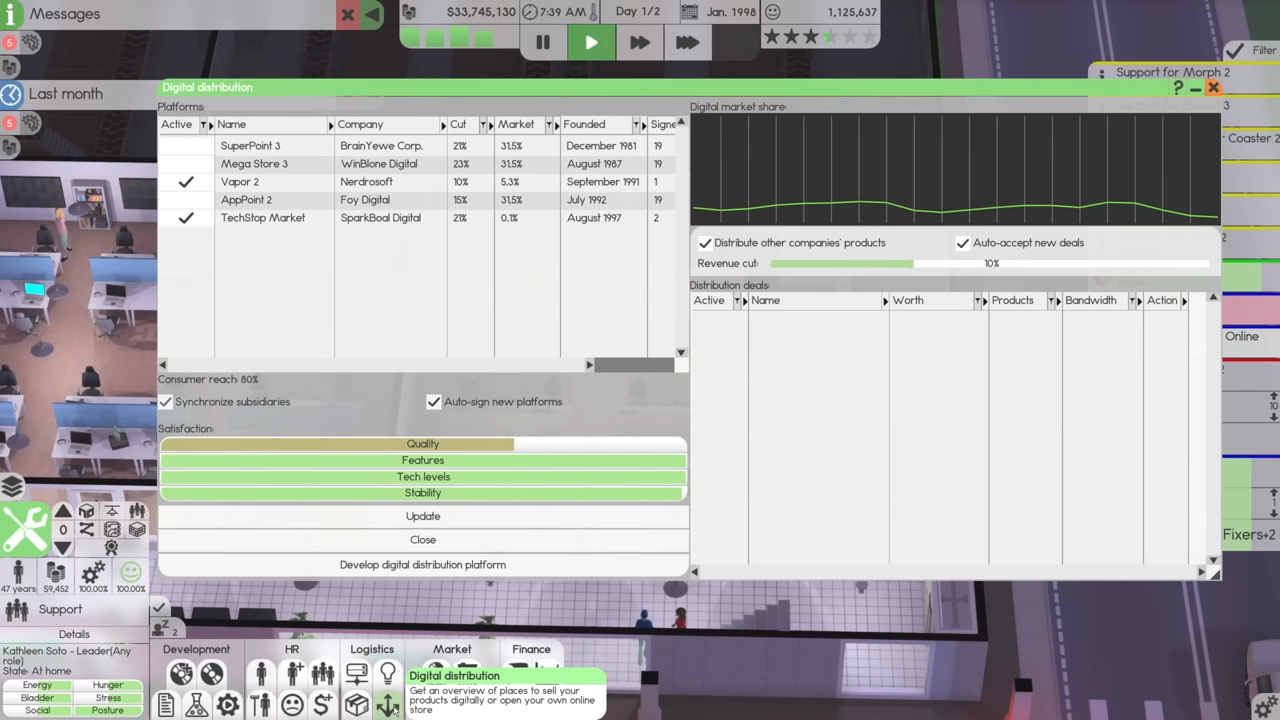 Messages
$33,745,130
7:39 AM
Day 1/2
Jan. 1998
1,125,637
5
Last month
5
Filter
Support for Morph 2
Digital distribution
?
Platforms:
Active Name Company Cut Market Founded Signe
SuperPoint 3 BrainYewe Corp. 21% 31.5% December 1981 19
Mega Store 3 WinBlone Digital 23% 31.5% August 1987 19
Vapor 2 Nerdrosoft 10% 5.3% September 1991 1
AppPoint 2 Foy Digital 15% 31.5% July 1992 19
TechStop Market SparkBoal Digital 21% 0.1% August 1997 2
Consumer reach: 80%
Synchronize subsidiaries
Auto-sign new platforms
Satisfaction:
Quality
Features
Tech levels
Stability
Update
Close
Develop digital distribution platform
Digital market share:
Distribute other companies' products
Auto-accept new deals
Revenue cut: 10%
Distribution deals:
Active Name Worth Products Bandwidth Action
3
Coaster 2
2
Online
10
1
Fixers+2
0
47 years $9,452 100.00% 100.00%
Support
Details
Kathleen Soto - Leader(Any
role)
State: At home
Energy Hunger
Bladder Stress
Social Posture
2
Development HR Logistics Market Finance
Digital distribution
Get an overview of places to sell your
products digitally or open your own online
store